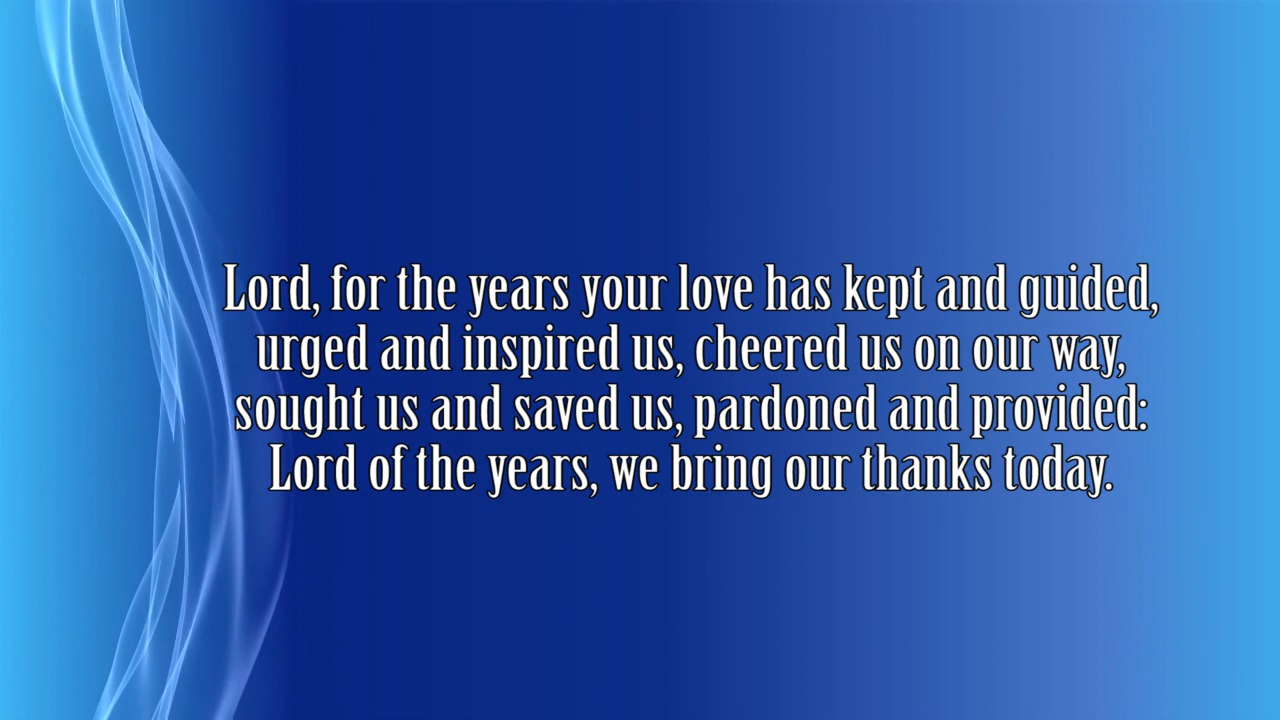 Lord, for the years your love has kept and guided,
urged and inspired us, cheered us on our way,
sought us and saved us, pardoned and provided:
Lord of the years, we bring our thanks today.